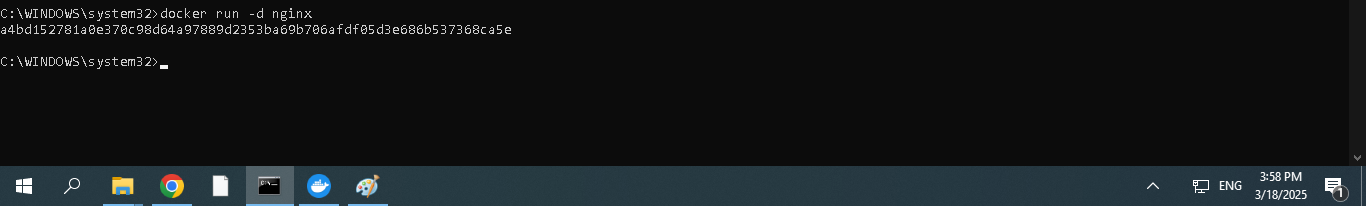 C:\WINDOWS\system32>docker run -d nginx
a4bd152781a0e370c98d64a97889d2353ba69b706afdf05d3e686b537368ca5e
C:\WINDOWS\system32>
ENG
3:58 PM
3/18/2025
1